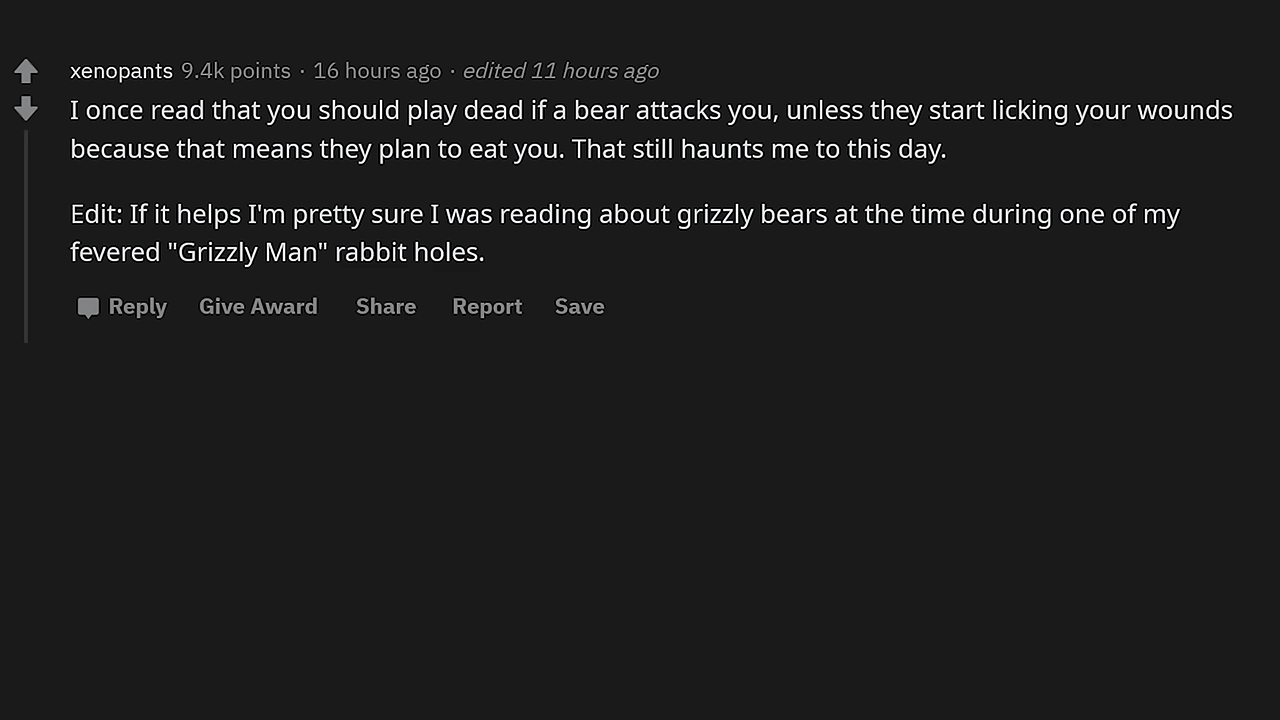 xenopants 9.4k points · 16 hours ago · edited 11 hours ago
I once read that you should play dead if a bear attacks you, unless they start licking your wounds
because that means they plan to eat you. That still haunts me to this day.
Edit: If it helps I'm pretty sure I was reading about grizzly bears at the time during one of my
fevered "Grizzly Man" rabbit holes.
Reply Give Award Share Report Save